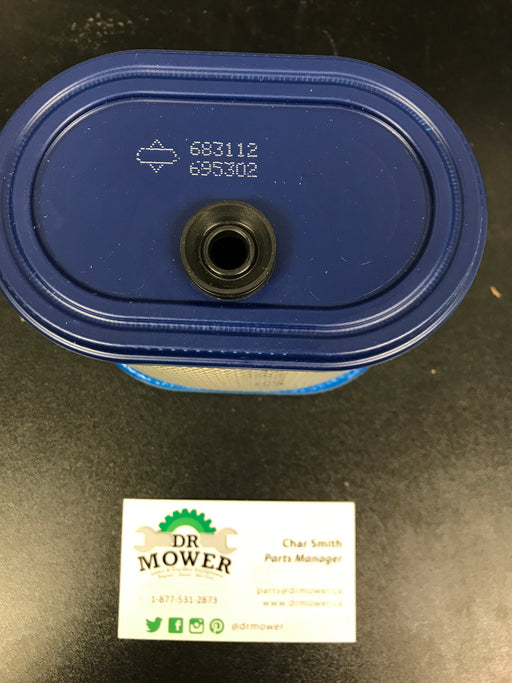 683112
695302
DR
MOWER
Char Smith
Parts Manager
parts@drmower.ca
www.drmower.ca
1-877-531-2873
@drmower